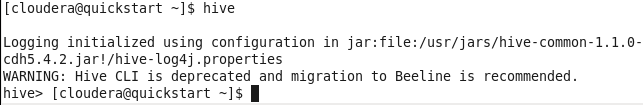 [cloudera@quickstart ~]$ hive
Logging initialized using configuration in jar:file:/usr/jars/hive-common-1.1.0-
cdh5.4.2.jar!/hive-log4j.properties
WARNING: Hive CLI is deprecated and migration to Beeline is recommended.
hive> [cloudera@quickstart ~]$